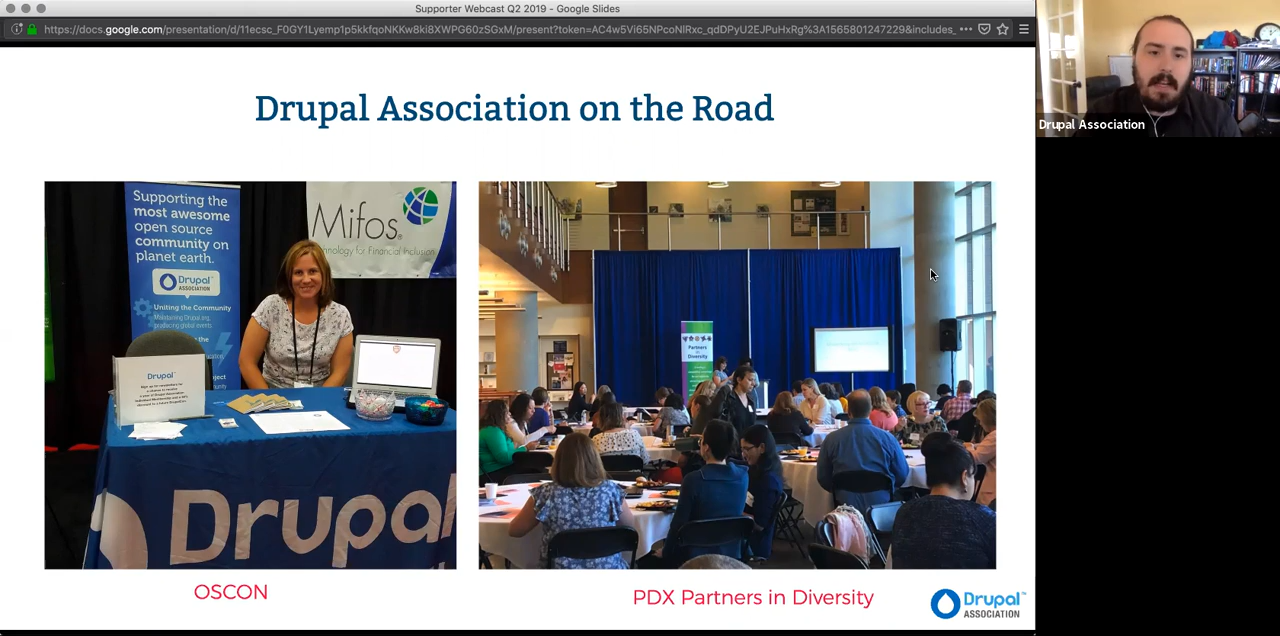 Supporter Webcast Q2 2019 - Google Slides
https://docs.google.com/presentation/d/11ecsc_F0GY1Lyemp1p5kkfqoNKKw8ki8XWPG60zSGxM/present?token=AC4w5Vi65NPcoNlRxc_qdDPyU2EJPuHxRg%3A1565801247229&includes_
Drupal Association
Drupal Association on the Road
Supporting the
most awesome
open source
community on
planet earth.
Drupal
ASSOCIATION
Uniting the Community
Maintaining Drupal.org,
producing global events
Mifos
Technology for Financial Inclusion
Drupal
Partners
in
Diversity
Drupal
OSCON
PDX Partners in Diversity
Drupal™
ASSOCIATION